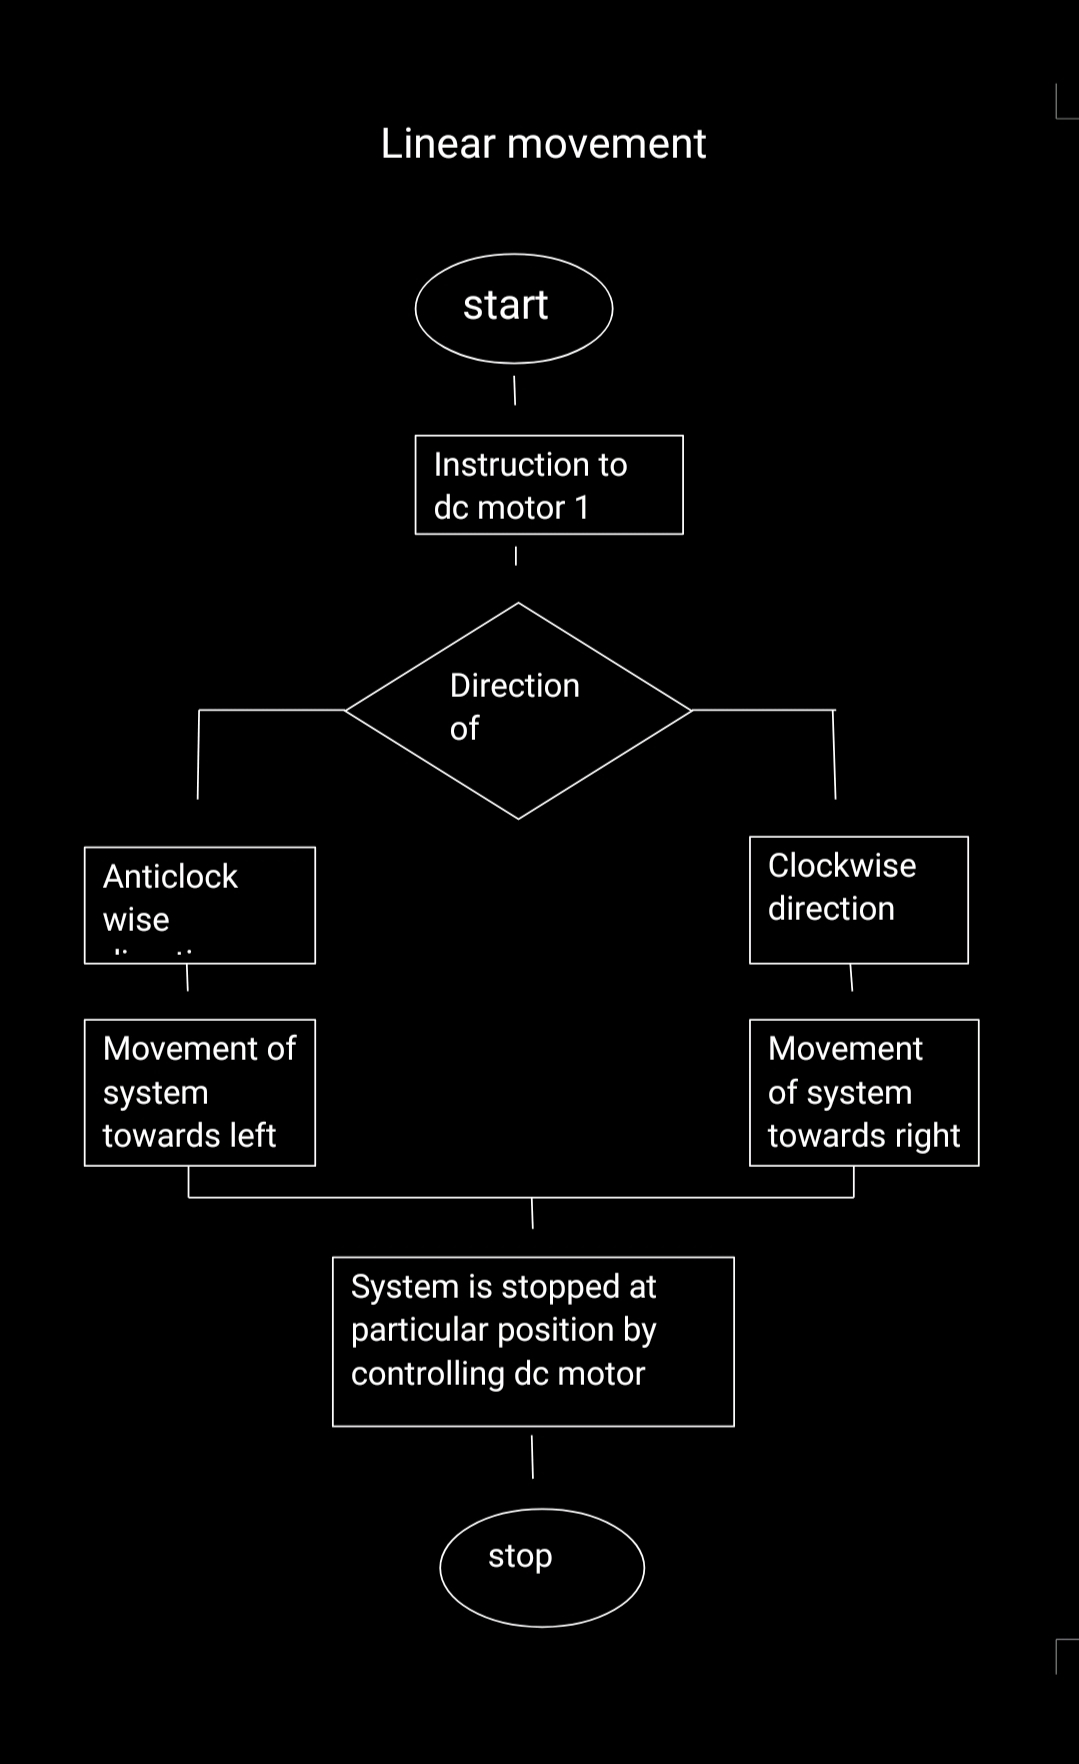 Linear movement
start
Instruction to
dc motor 1
Direction
of
Anticlock
wise
Clockwise
direction
Movement of
system
towards left
Movement
of system
towards right
System is stopped at
particular position by
controlling dc motor
stop